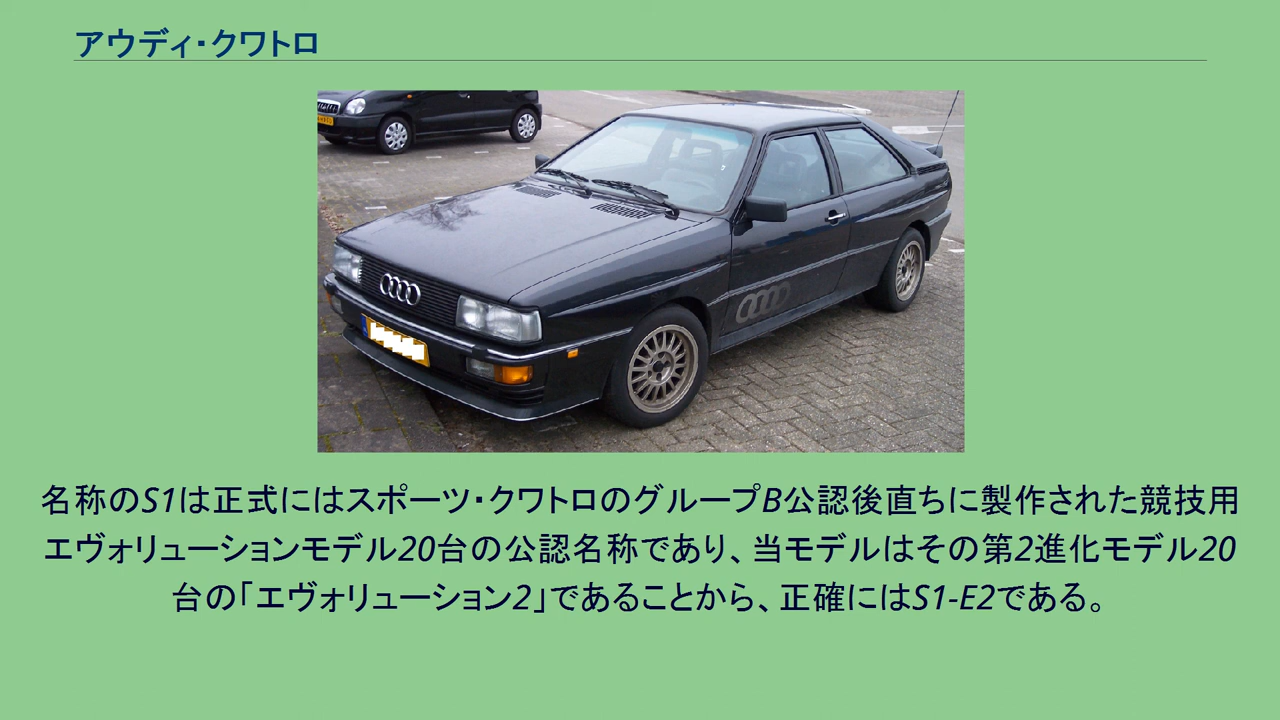 アウディ・クワトロ
名称のS1は正式にはスポーツ・クワトロのグループB公認後直ちに製作された競技用
エヴォリューションモデル20台の公認名称であり、当モデルはその第2進化モデル20
台の「エヴォリューション2」であることから、正確にはS1-E2である。